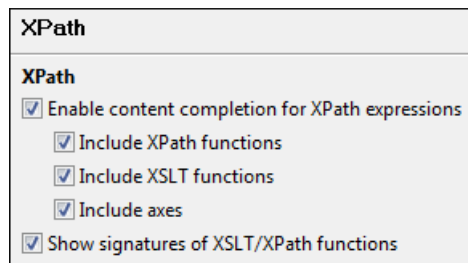 XPath
XPath
Enable content completion for XPath expressions
Include XPath functions
Include XSLT functions
Include axes
Show signatures of XSLT/XPath functions